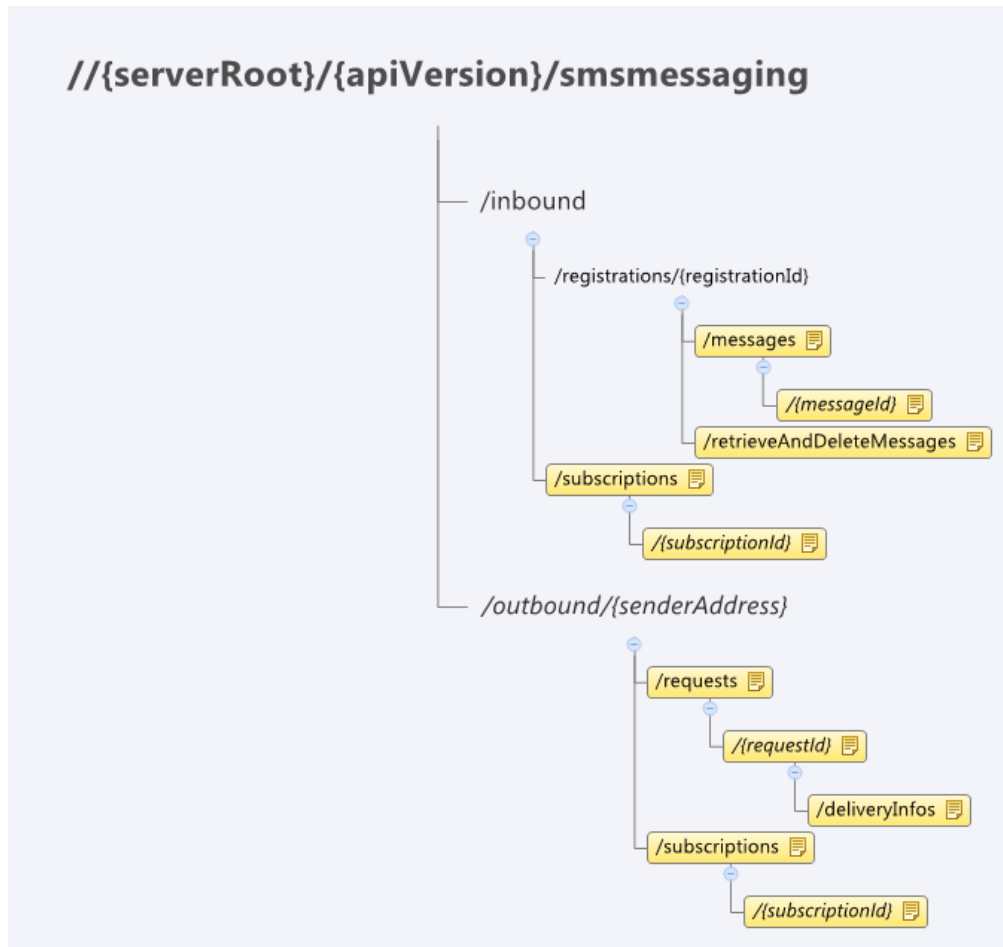 //{serverRoot}/{apiVersion}/smsmessaging
/inbound
/registrations/{registrationId}
/messages
/{messageId}
/retrieveAndDeleteMessages
/subscriptions
/{subscriptionId}
/outbound/{senderAddress}
/requests
/{requestId}
/deliveryInfos
/subscriptions
/{subscriptionId}